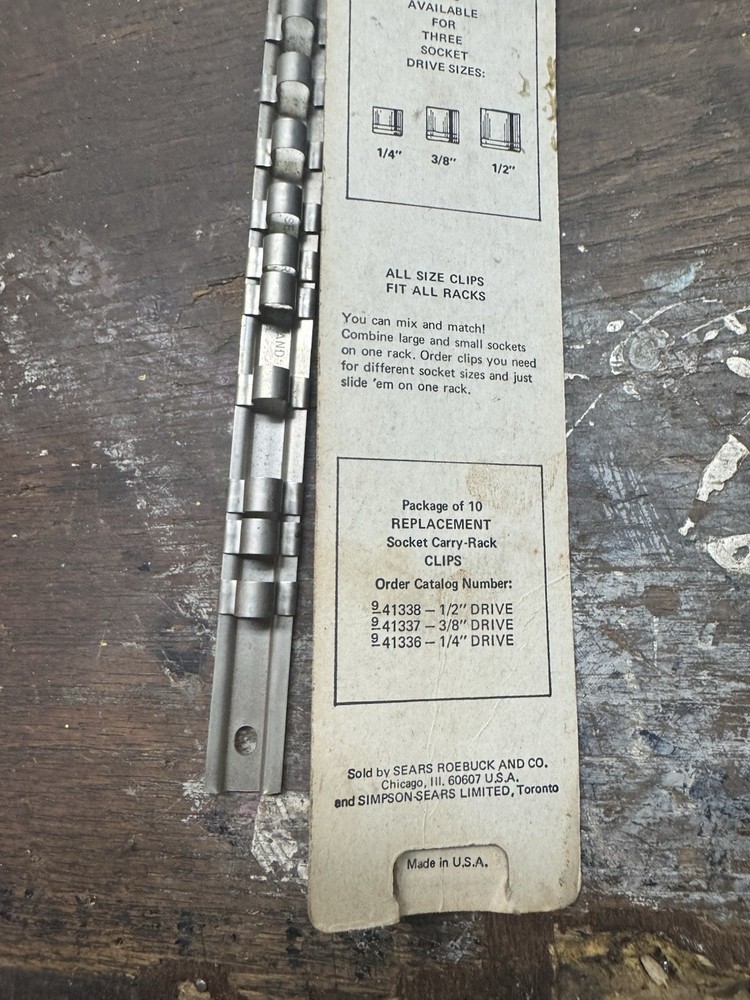 AVAILABLE
FOR
THREE
SOCKET
DRIVE SIZES:
1/4" 3/8" 1/2"
ALL SIZE CLIPS
FIT ALL RACKS
You can mix and match!
Combine large and small sockets
on one rack. Order clips you need
for different socket sizes and just
slide 'em on one rack.
Package of 10
REPLACEMENT
Socket Carry-Rack
CLIPS
Order Catalog Number:
9 41338 — 1/2" DRIVE
9 41337 — 3/8" DRIVE
9 41336 — 1/4" DRIVE
Sold by SEARS ROEBUCK AND CO.
Chicago, Ill. 60607 U.S.A.
and SIMPSON-SEARS LIMITED, Toronto
Made in U.S.A.